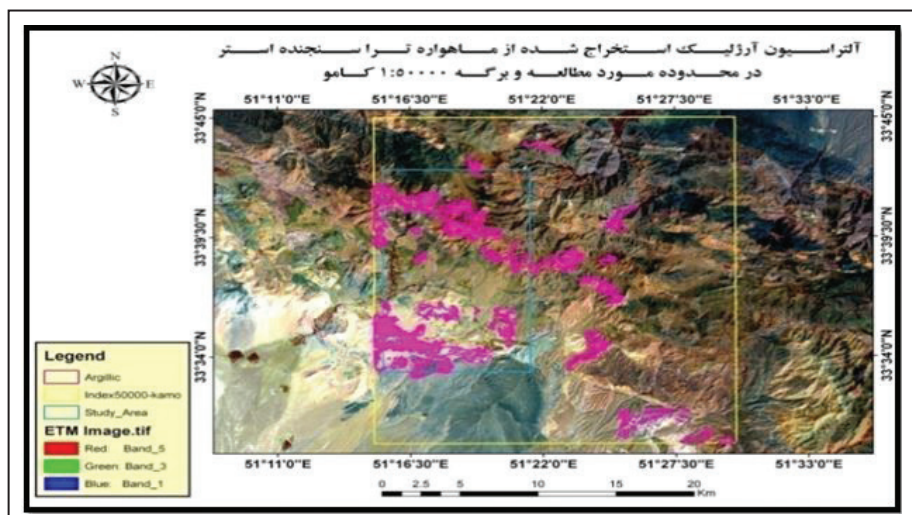 آلتراسیون آرژلیک استخراج شده از ماهواره ترا سنجنده استر
در محدوده مورد مطالعه و برگه ۱:۵۰۰۰۰ کامو
N
W E
S
51°11'0"E 51°16'30"E 51°22'0"E 51°27'30"E 51°33'0"E
33°45'0"N 33°45'0"N
33°39'30"N 33°39'30"N
33°34'0"N 33°34'0"N
Legend
Argillic
Index50000-kamo
Study_Area
ETM Image.tif
Red: Band_5
Green: Band_3
Blue: Band_1
51°11'0"E 51°16'30"E 51°22'0"E 51°27'30"E 51°33'0"E
0 2.5 5 10 15 20
Km